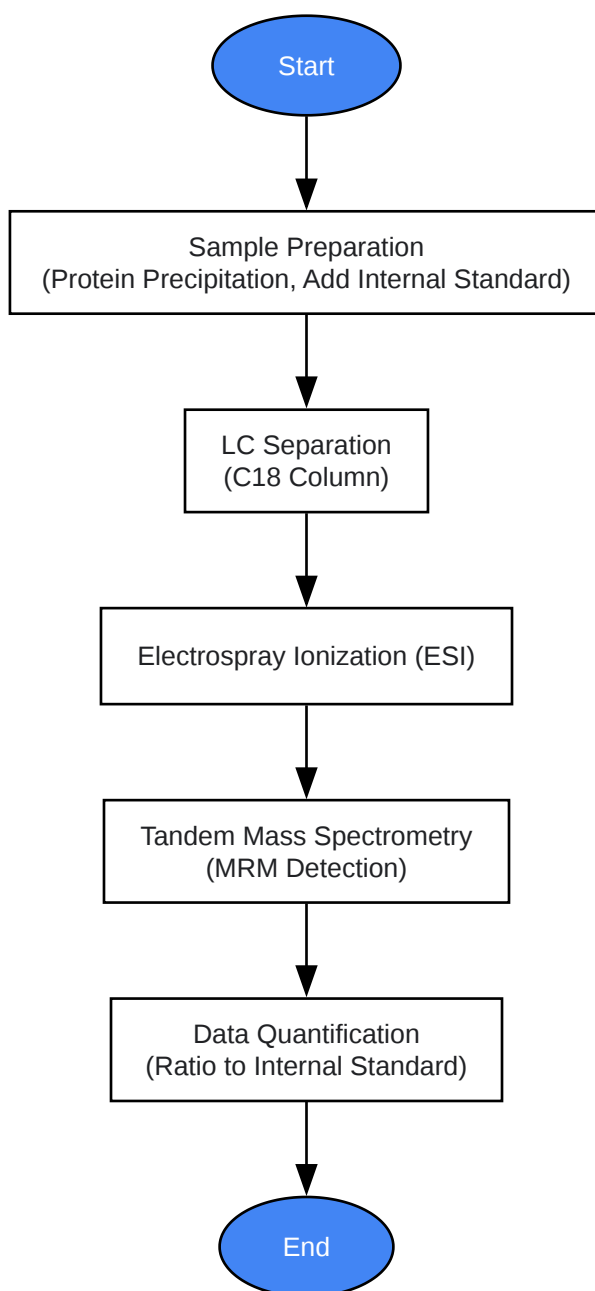 Start
Sample Preparation
(Protein Precipitation, Add Internal Standard)
LC Separation
(C18 Column)
Electrospray Ionization (ESI)
Tandem Mass Spectrometry
(MRM Detection)
Data Quantification
(Ratio to Internal Standard)
End